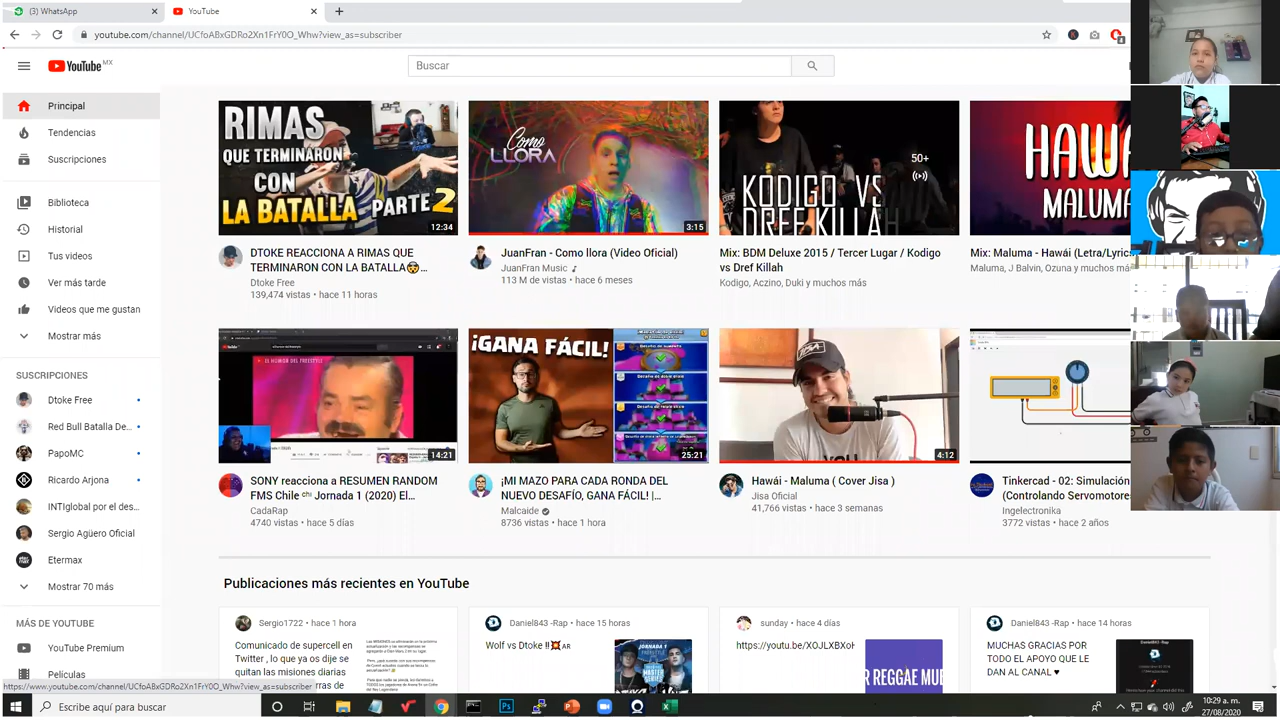 (3) WhatsApp
YouTube
youtube.com/channel/UCfoABxGDRo2Xn1FrY0O_Whw?view_as=subscriber
YouTube MX
Buscar
Principal
Tendencias
Suscripciones
Biblioteca
Historial
Tus videos
Ver más tarde
Videos que me gustan
Mostrar más
SUSCRIPCIONES
Dtoke Free
Red Bull Batalla De...
PapoMC
Ricardo Arjona
INTIglobal por el des...
Sergio Agüero Oficial
Etermax
Mostrar 70 más
MÁS DE YOUTUBE
YouTube Premium
Películas
RIMAS
QUE TERMINARON
CON
LA BATALLA PARTE 2
12:34
DTOKE REACCIONA A RIMAS QUE
TERMINARON CON LA BATALLA...
Dtoke Free
139,474 vistas • hace 11 horas
Como
LLORA
3:15
JuanFran - Como llora (Video Oficial)
JuanFran Music
113 M de vistas • hace 6 meses
50+
KODIGO VS
DREF KILLAH
Mix: BDM Deluxe 2015 / Tercer Lugar / Kodigo
vs Dref Killah
Kodigo, Aczino, Duki y muchos más
HAWÁ
MALUMA
Mix: Maluma - Hawái (Letra/Lyrics
Maluma, J Balvin, Ozuna y muchos más
14:21
SONY reacciona a RESUMEN RANDOM
FMS Chile Jornada 1 (2020) El...
CadaRap
4740 vistas • hace 5 días
¡GANA FÁCIL!
25:21
¡MI MAZO PARA CADA RONDA DEL
NUEVO DESAFÍO, GANA FÁCIL! |...
Malcaide
8736 vistas • hace 1 hora
4:12
Hawái - Maluma ( Cover Jisa )
Jisa Oficial
41,766 vistas • hace 3 semanas
Tinkercad - 02: Simulación
(Controlando Servomotores
Ingelectronika
3772 vistas • hace 2 años
Publicaciones más recientes en YouTube
Sergio1722 • hace 1 hora
Comunicado de supercell en
Twitter , lo que ya os dije se
quitan las misiones diarias
Daniel843 -Rap • hace 15 horas
Wolf vs Dtoke !!💥AR
JORNADA 1
FREESTYLE
sunday • hace 4 días
R REGGAE MU
Daniel843 -Rap • hace 14 horas
MUCHAS GRACIAS POR
TODO EL APOYO QUE LE
DAN AL CANAL ♥
https://www.youtube.com/channel/UCfoABxGDRo2Xn1FrY0O_Whw?view_as=subscriber
Escribe aquí para buscar
10:29 a. m.
27/08/2020